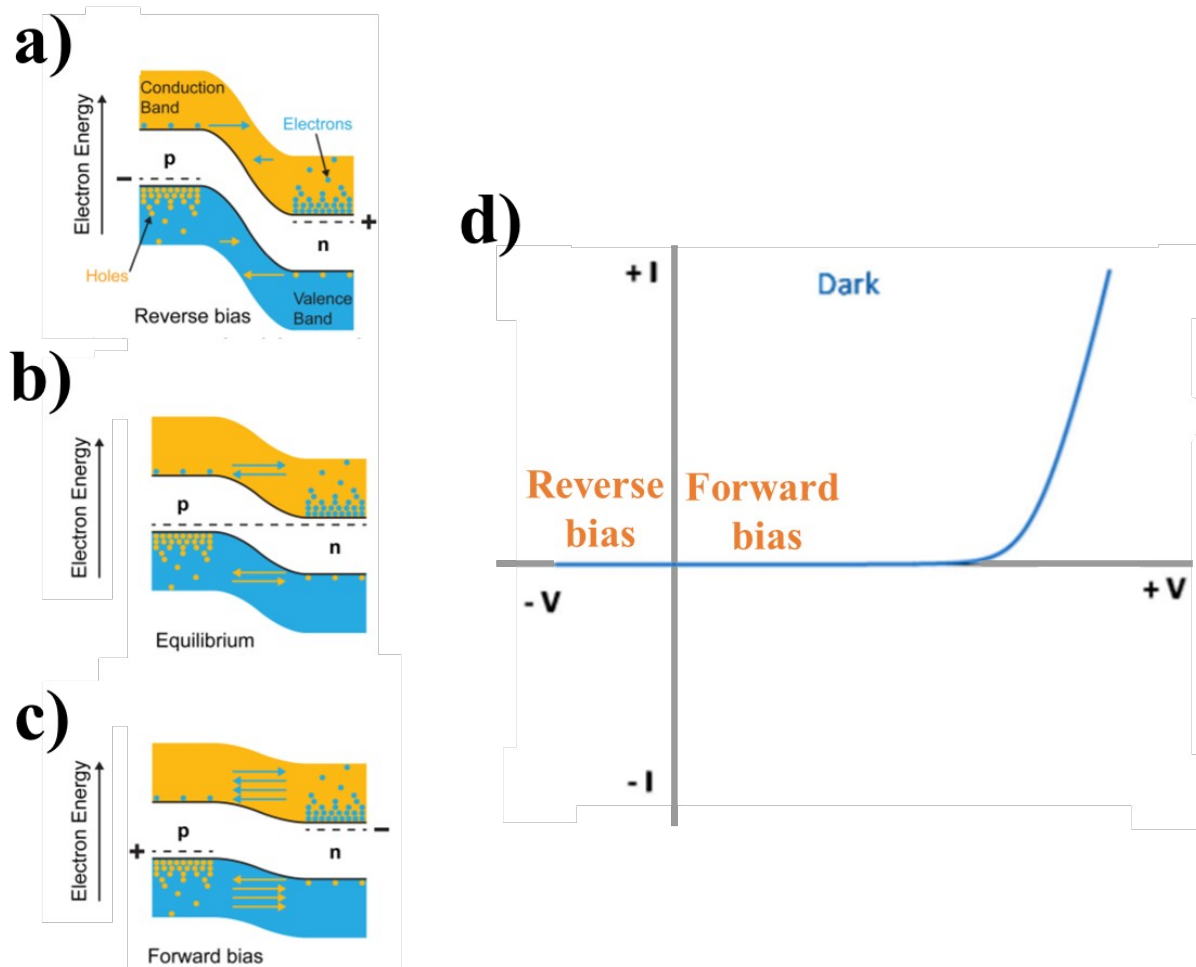 a)
Electron Energy
Conduction
Band
Electrons
p
−
+
n
Holes
Valence
Band
Reverse bias
b)
Electron Energy
p
n
Equilibrium
c)
Electron Energy
p
−
+
n
Forward bias
d)
+ I
Dark
Reverse
bias
Forward
bias
- V
+ V
- I